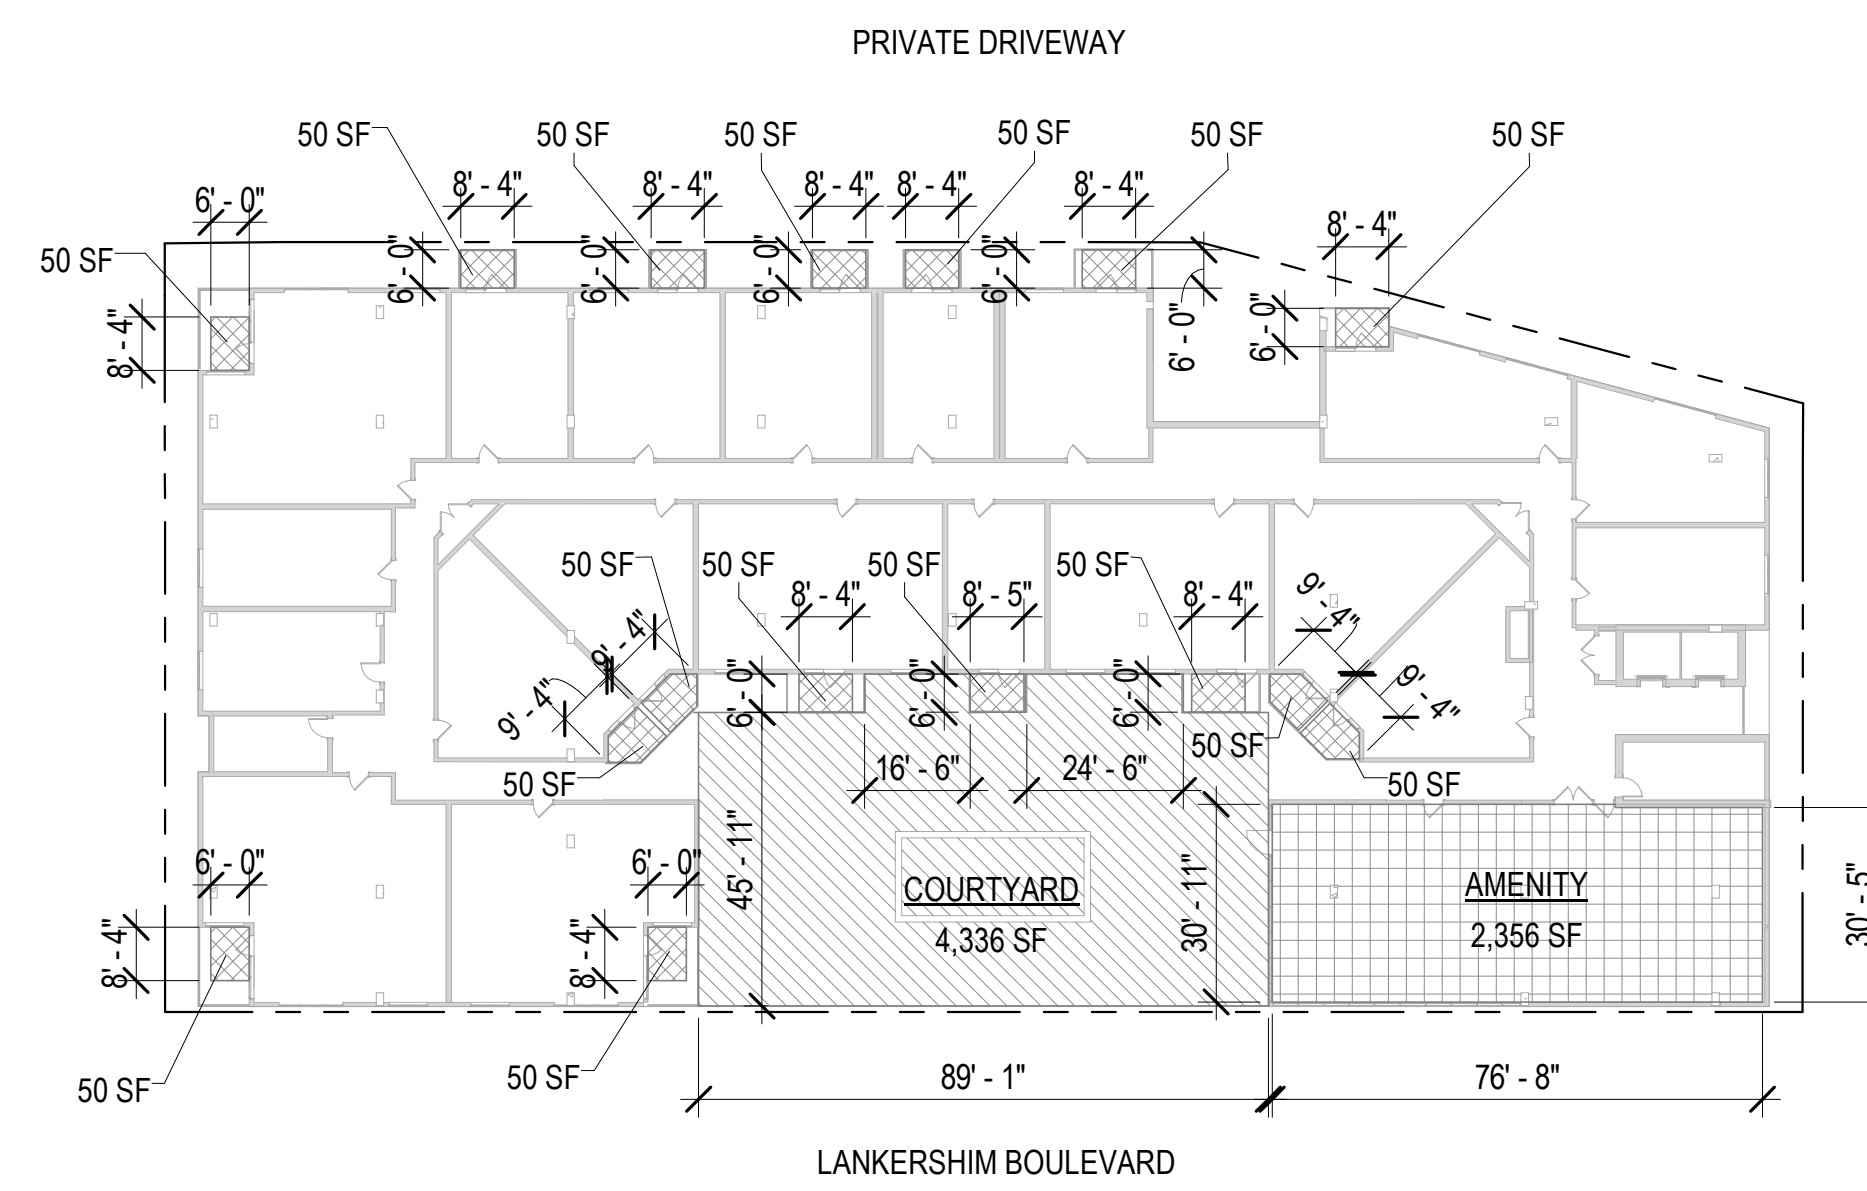 PRIVATE DRIVEWAY
50 SF
50 SF
50 SF
50 SF
50 SF
50 SF
8' - 4"
8' - 4"
8' - 4"
8' - 4"
8' - 4"
6' - 0"
8' - 4"
50 SF
6' - 0"
6' - 0"
6' - 0"
6' - 0"
6' - 0"
6' - 0"
8' - 4"
50 SF
50 SF
50 SF
50 SF
8' - 4"
8' - 5"
8' - 4"
9' - 4"
9' - 4"
9' - 4"
9' - 4"
6' - 0"
6' - 0"
6' - 0"
50 SF
50 SF
50 SF
16' - 6"
24' - 6"
45' - 11"
30' - 11"
30' - 5"
6' - 0"
6' - 0"
COURTYARD
4,336 SF
AMENITY
2,356 SF
8' - 4"
8' - 4"
50 SF
50 SF
89' - 1"
76' - 8"
LANKERSHIM BOULEVARD